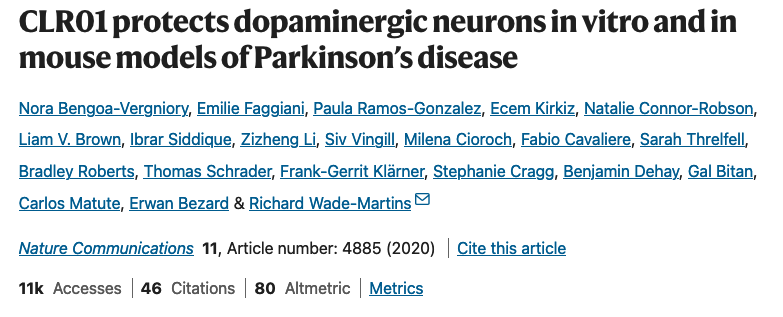 CLR01 protects dopaminergic neurons in vitro and in
mouse models of Parkinson’s disease
Nora Bengoa-Vergniory, Emilie Faggiani, Paula Ramos-Gonzalez, Ecem Kirkiz, Natalie Connor-Robson,
Liam V. Brown, Ibrar Siddique, Zizheng Li, Siv Vingill, Milena Cioroch, Fabio Cavaliere, Sarah Threlfell,
Bradley Roberts, Thomas Schrader, Frank-Gerrit Klärner, Stephanie Cragg, Benjamin Dehay, Gal Bitan,
Carlos Matute, Erwan Bezard & Richard Wade-Martins
Nature Communications 11, Article number: 4885 (2020) | Cite this article
11k Accesses | 46 Citations | 80 Altmetric | Metrics